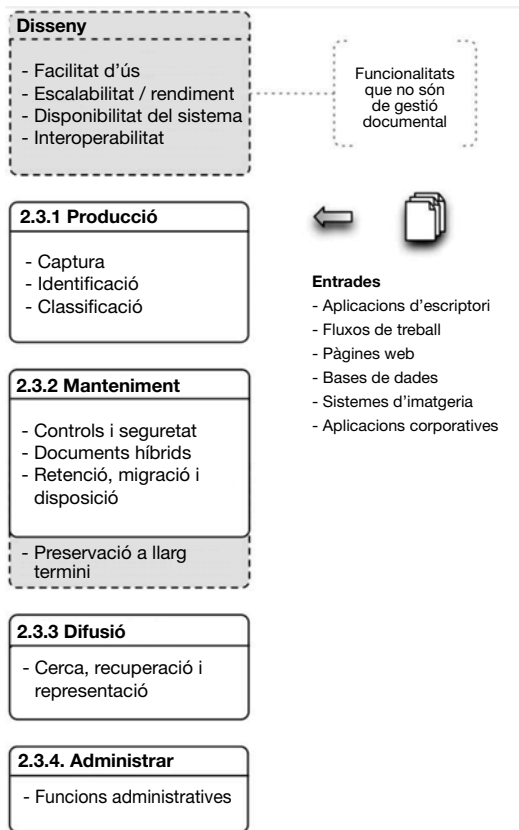 Disseny
- Facilitat d'ús
- Escalabilitat / rendiment
- Disponibilitat del sistema
- Interoperabilitat
Funcionalitats
que no són
de gestió
documental
2.3.1 Producció
- Captura
- Identificació
- Classificació
Entrades
- Aplicacions d'escriptori
- Fluxos de treball
- Pàgines web
- Bases de dades
- Sistemes d'imatgeria
- Aplicacions corporatives
2.3.2 Manteniment
- Controls i seguretat
- Documents híbrids
- Retenció, migració i
disposició
- Preservació a llarg
termini
2.3.3 Difusió
- Cerca, recuperació i
representació
2.3.4. Administrar
- Funcions administratives